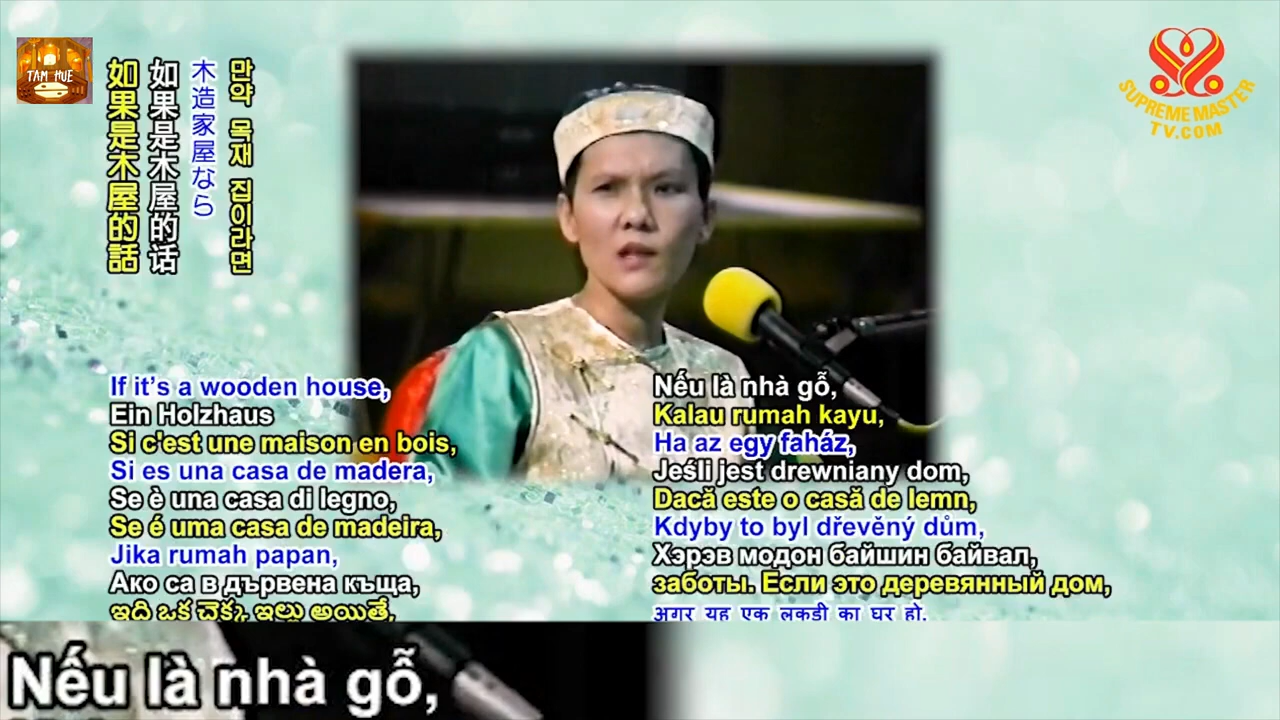 TAM HUE
SUPREME MASTER
TV.COM
如果是木屋的話
如果是木屋的话
木造家屋なら
만약 목재 집이라면
If it’s a wooden house,
Ein Holzhaus
Si c'est une maison en bois,
Si es una casa de madera,
Se è una casa di legno,
Se é uma casa de madeira,
Jika rumah papan,
Ако са в дървена къща,
ఇది ఒక చెక్క ఇల్లు అయితే,
Nếu là nhà gỗ,
Kalau rumah kayu,
Ha az egy faház,
Jeśli jest drewniany dom,
Dacă este o casă de lemn,
Kdyby to byl dřevěný dům,
Хэрэв модон байшин байвал,
заботы. Если это деревянный дом,
अगर यह एक लकड़ी का घर हो,
Nếu là nhà gỗ,